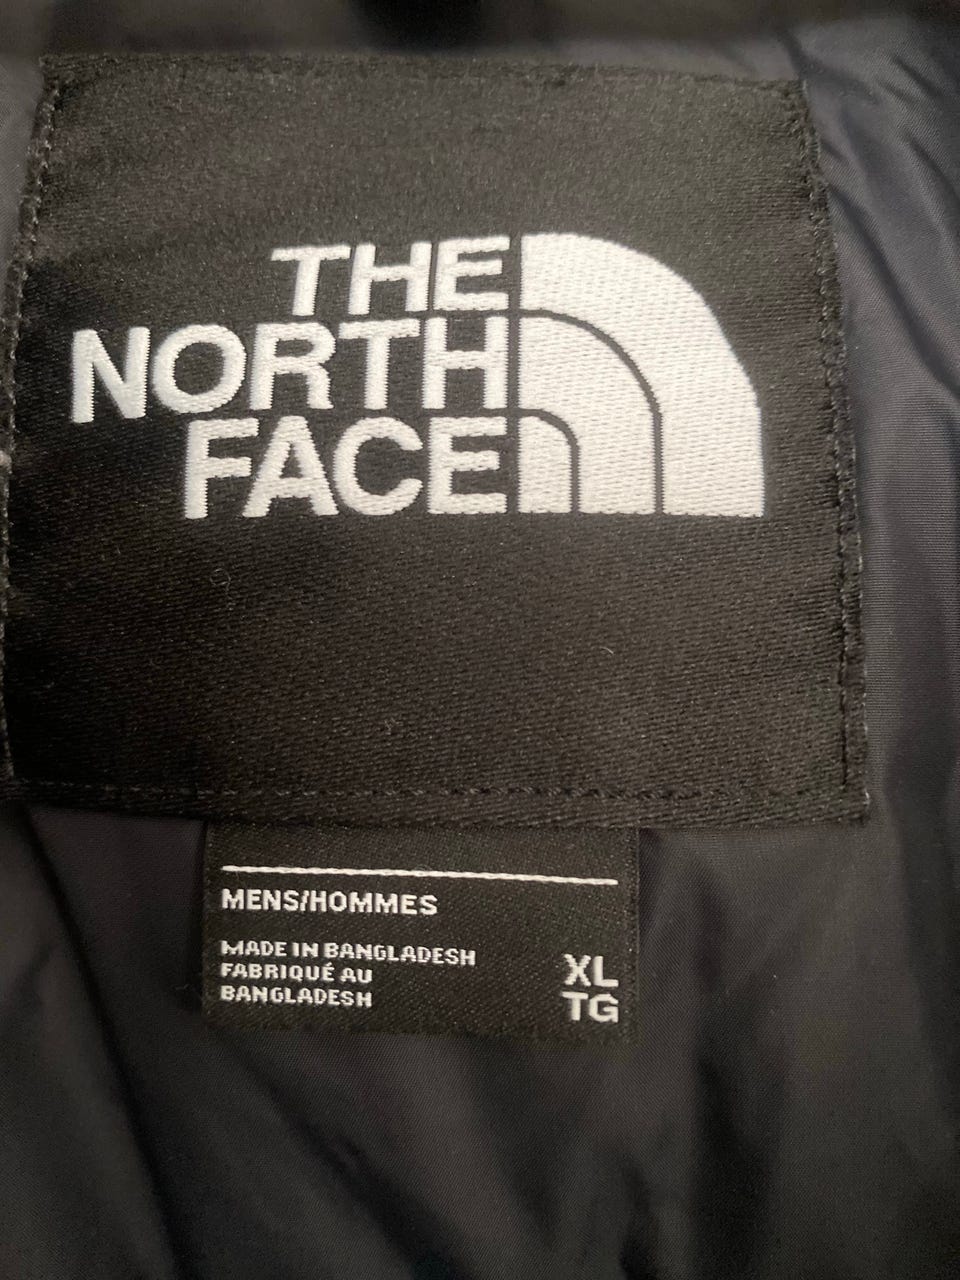 THE
NORTH
FACE
MENS/HOMMES
MADE IN BANGLADESH
FABRIQUÉ AU
BANGLADESH
XL
TG